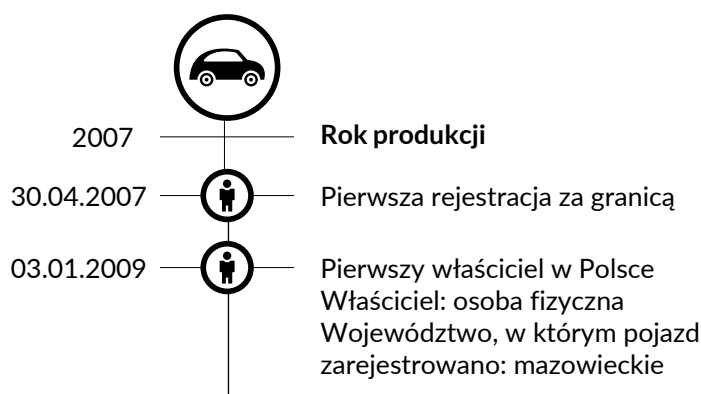 2007 Rok produkcji
30.04.2007 Pierwsza rejestracja za granicą
03.01.2009 Pierwszy właściciel w Polsce
Właściciel: osoba fizyczna
Województwo, w którym pojazd
zarejestrowano: mazowieckie